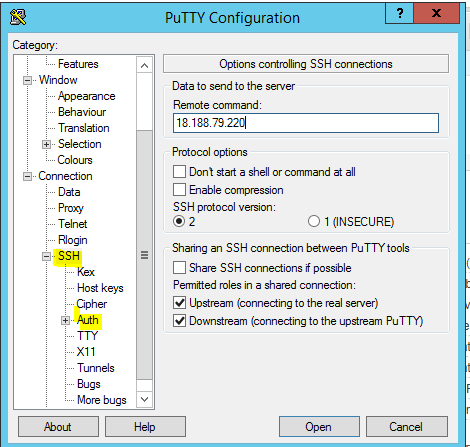 PuTTY Configuration
?
x
Category:
Features
Window
Appearance
Behaviour
Translation
Selection
Colours
Connection
Data
Proxy
Telnet
Rlogin
SSH
Kex
Host keys
Cipher
Auth
TTY
X11
Tunnels
Bugs
More bugs
Options controlling SSH connections
Data to send to the server
Remote command:
18.188.79.220
Protocol options
Don't start a shell or command at all
Enable compression
SSH protocol version:
2 1 (INSECURE)
Sharing an SSH connection between PuTTY tools
Share SSH connections if possible
Permitted roles in a shared connection:
Upstream (connecting to the real server)
Downstream (connecting to the upstream PuTTY)
About Help Open Cancel